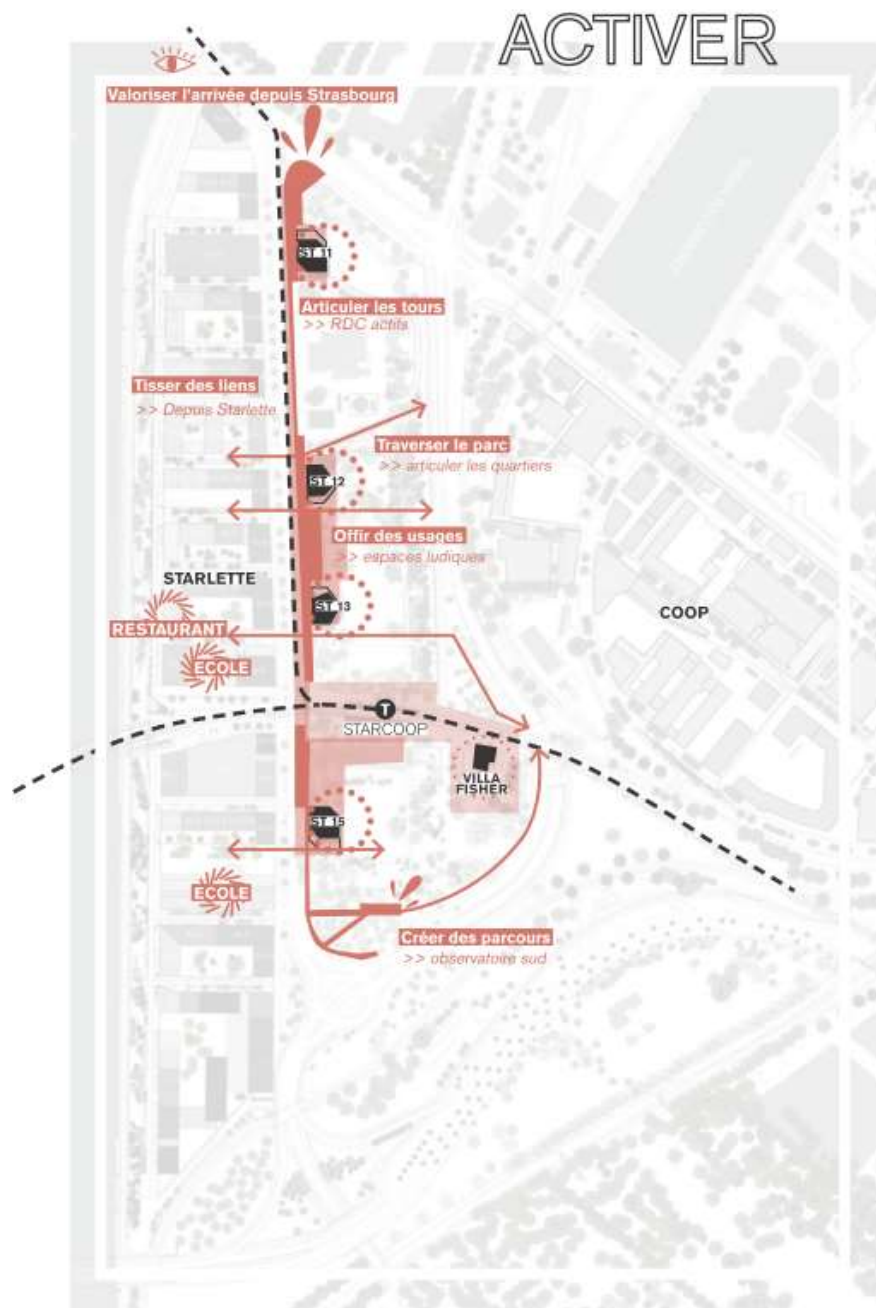 ACTIVER
Valoriser l'arrivée depuis Strasbourg
ST 11
Articuler les tours
>> RDC actifs
Tisser des liens
>> Depuis Starlette
Traverser le parc
>> articuler les quartiers
ST 12
Offir des usages
>> espaces ludiques
STARLETTE
ST 13
COOP
RESTAURANT
ECOLE
T
STARCOOP
VILLA
FISHER
ST 15
ECOLE
Créer des parcours
>> observatoire sud